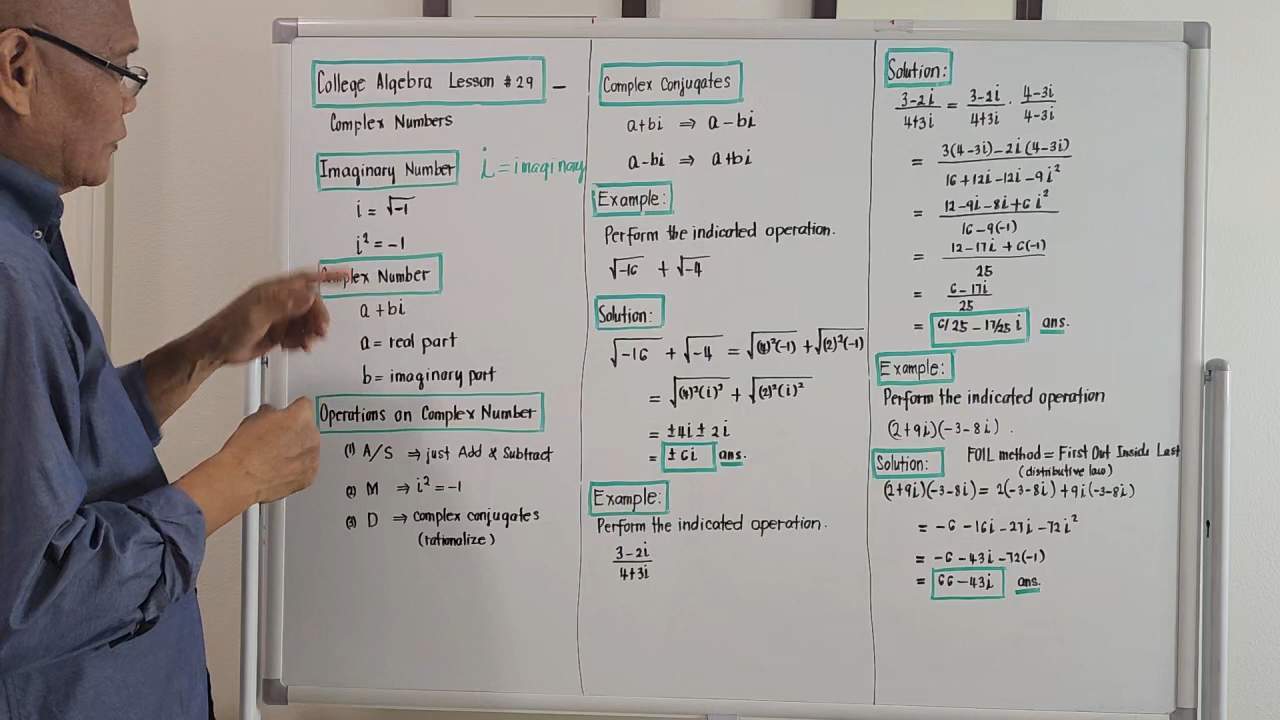 College Algebra Lesson #29 –
Complex Numbers
Imaginary Number i = imaginary
i = √-1
i² = -1
Complex Number
a + bi
a = real part
b = imaginary part
Operations on Complex Number
(1) A/S ⇒ just Add & Subtract
(2) M ⇒ i² = -1
(3) D ⇒ complex conjugates
(rationalize)
Complex Conjugates
a+bi ⇒ a-bi
a-bi ⇒ a+bi
Example:
Perform the indicated operation.
√-16 + √-4
Solution:
√-16 + √-4 = √(4)²(-1) + √(2)²(-1)
= √(4)²(i)² + √(2)²(i)²
= ±4i ± 2i
= ±6i ans.
Example:
Perform the indicated operation.
3-2i
4+3i
Solution:
3-2i/4+3i = 3-2i/4+3i · 4-3i/4-3i
= 3(4-3i)-2i(4-3i)
16+12i-12i-9i²
= 12-9i-8i+6i²
16-9(-1)
= 12-17i+6(-1)
25
= 6-17i
25
= 6/25 - 17/25 i ans.
Example:
Perform the indicated operation
(2+9i)(-3-8i).
Solution: FOIL method = First Out Inside Last
(distributive law)
(2+9i)(-3-8i) = 2(-3-8i)+9i(-3-8i)
= -6-16i-27i-72i²
= -6-43i-72(-1)
= 66-43i ans.